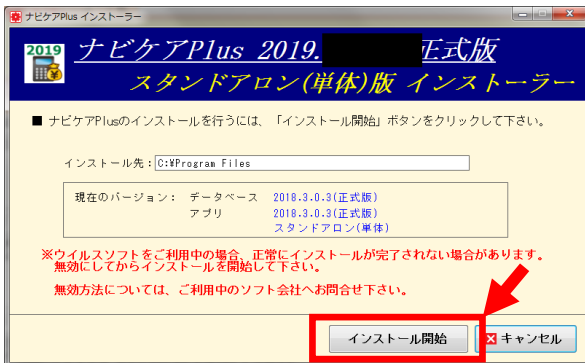 ナビケアPlus インストーラー
2019
ナビケアPlus 2019. 正式版
スタンドアロン(単体)版 インストーラー
■ ナビケアPlusのインストールを行うには、「インストール開始」ボタンをクリックして下さい。
インストール先：C:¥Program Files
現在のバージョン： データベース 2018.3.0.3(正式版)
アプリ 2018.3.0.3(正式版)
スタンドアロン(単体)
※ウイルスソフトをご利用中の場合、正常にインストールが完了されない場合があります。
無効にしてからインストールを開始して下さい。
無効方法については、ご利用中のソフト会社へお問合せ下さい。
インストール開始 キャンセル